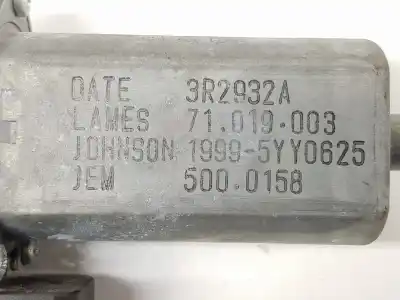 DATE 3R2932A
LAMES 71.019.003
JOHNSON 1999-5YY0625
JEM 500.0158